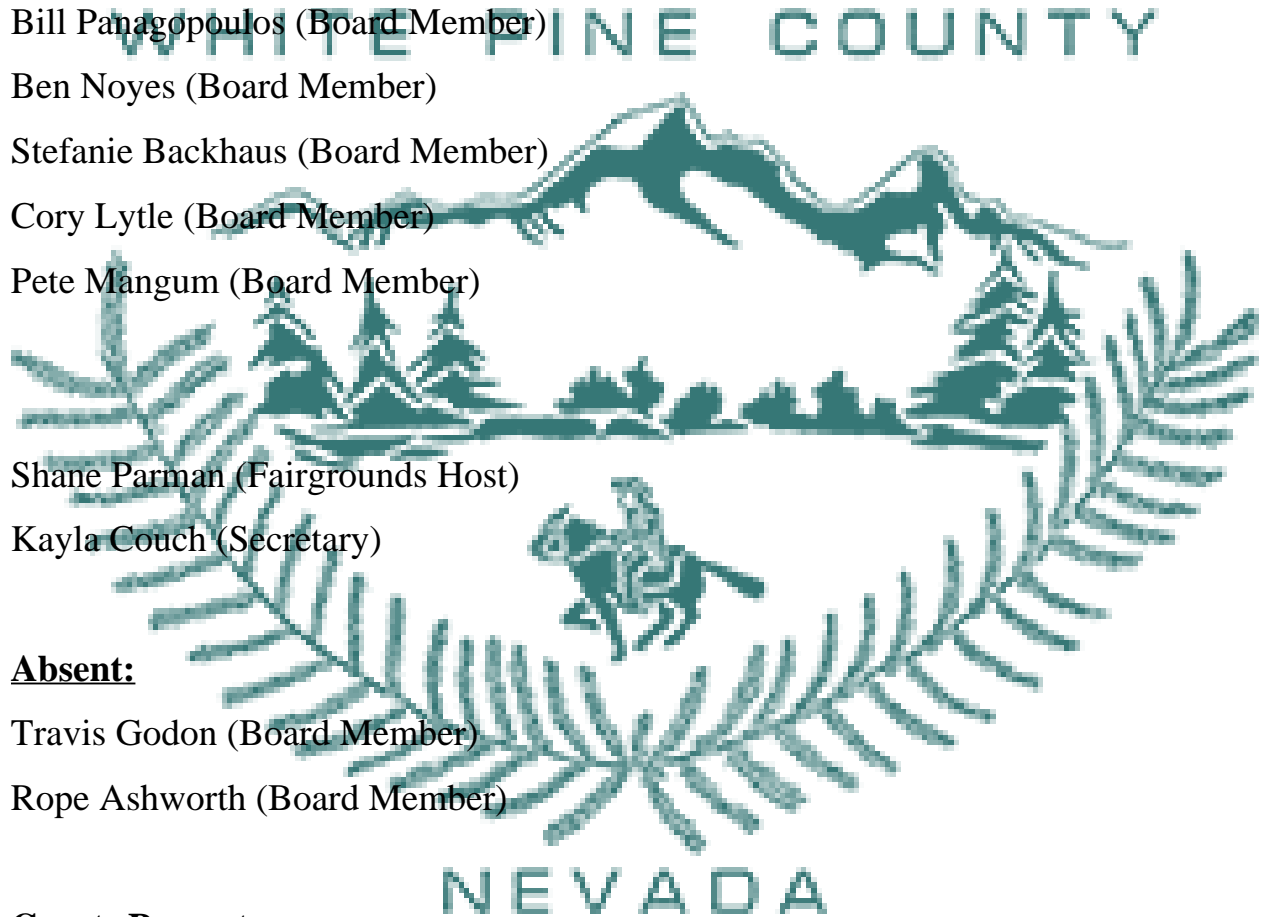 WHITE PINE COUNTY
Bill Panagopoulos (Board Member)
Ben Noyes (Board Member)
Stefanie Backhaus (Board Member)
Cory Lytle (Board Member)
Pete Mangum (Board Member)
Shane Parman (Fairgrounds Host)
Kayla Couch (Secretary)
Absent:
Travis Godon (Board Member)
Rope Ashworth (Board Member)
NEVADA